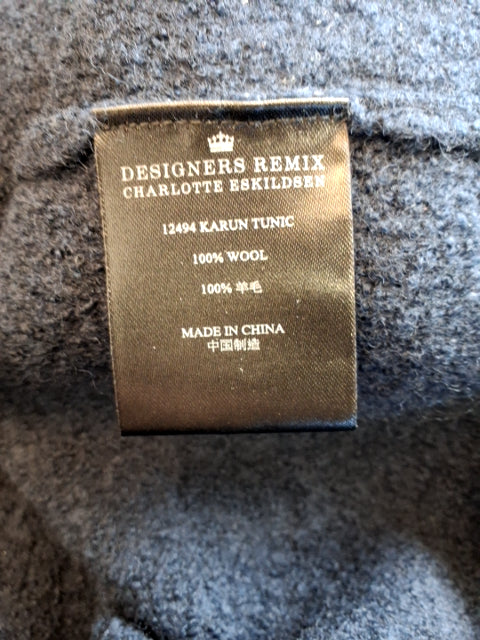 DESIGNERS REMIX
CHARLOTTE ESKILDSEN
12494 KARUN TUNIC
100% WOOL
100% 羊毛
MADE IN CHINA
中国制造